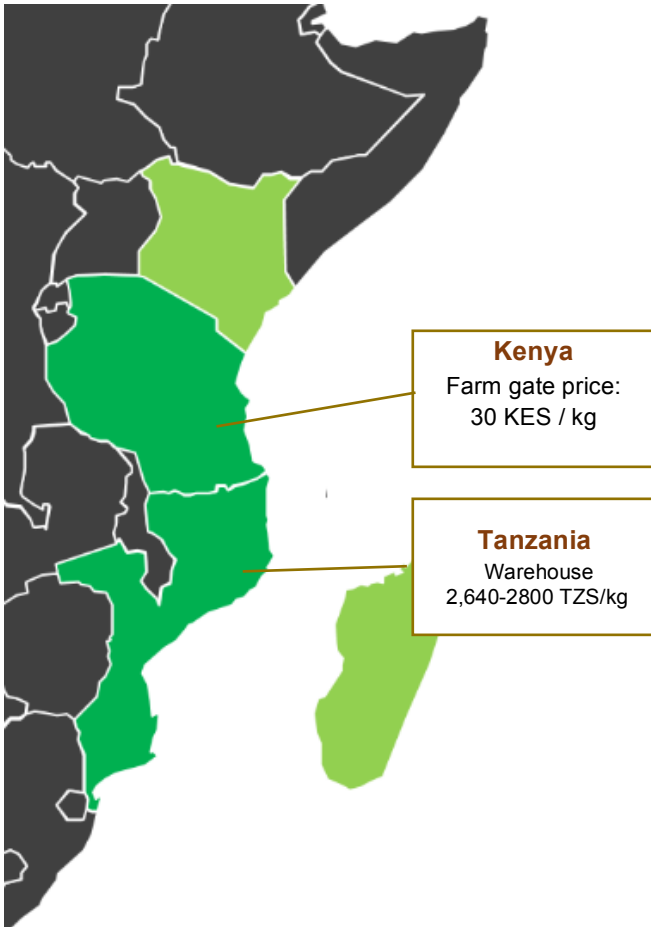 Kenya
Farm gate price:
30 KES / kg
Tanzania
Warehouse
2,640-2800 TZS/kg